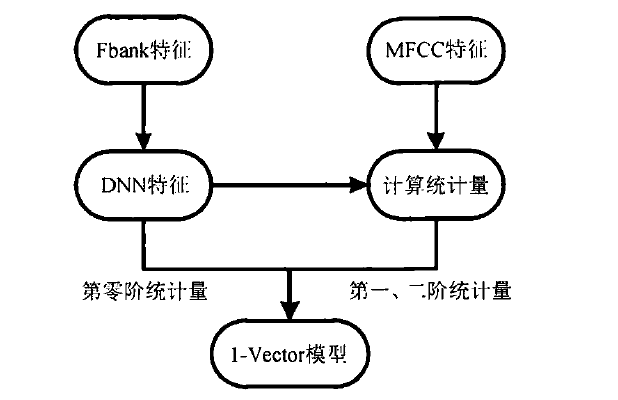 Fbank特征
MFCC特征
DNN特征
计算统计量
第零阶统计量
第一、二阶统计量
1-Vector模型